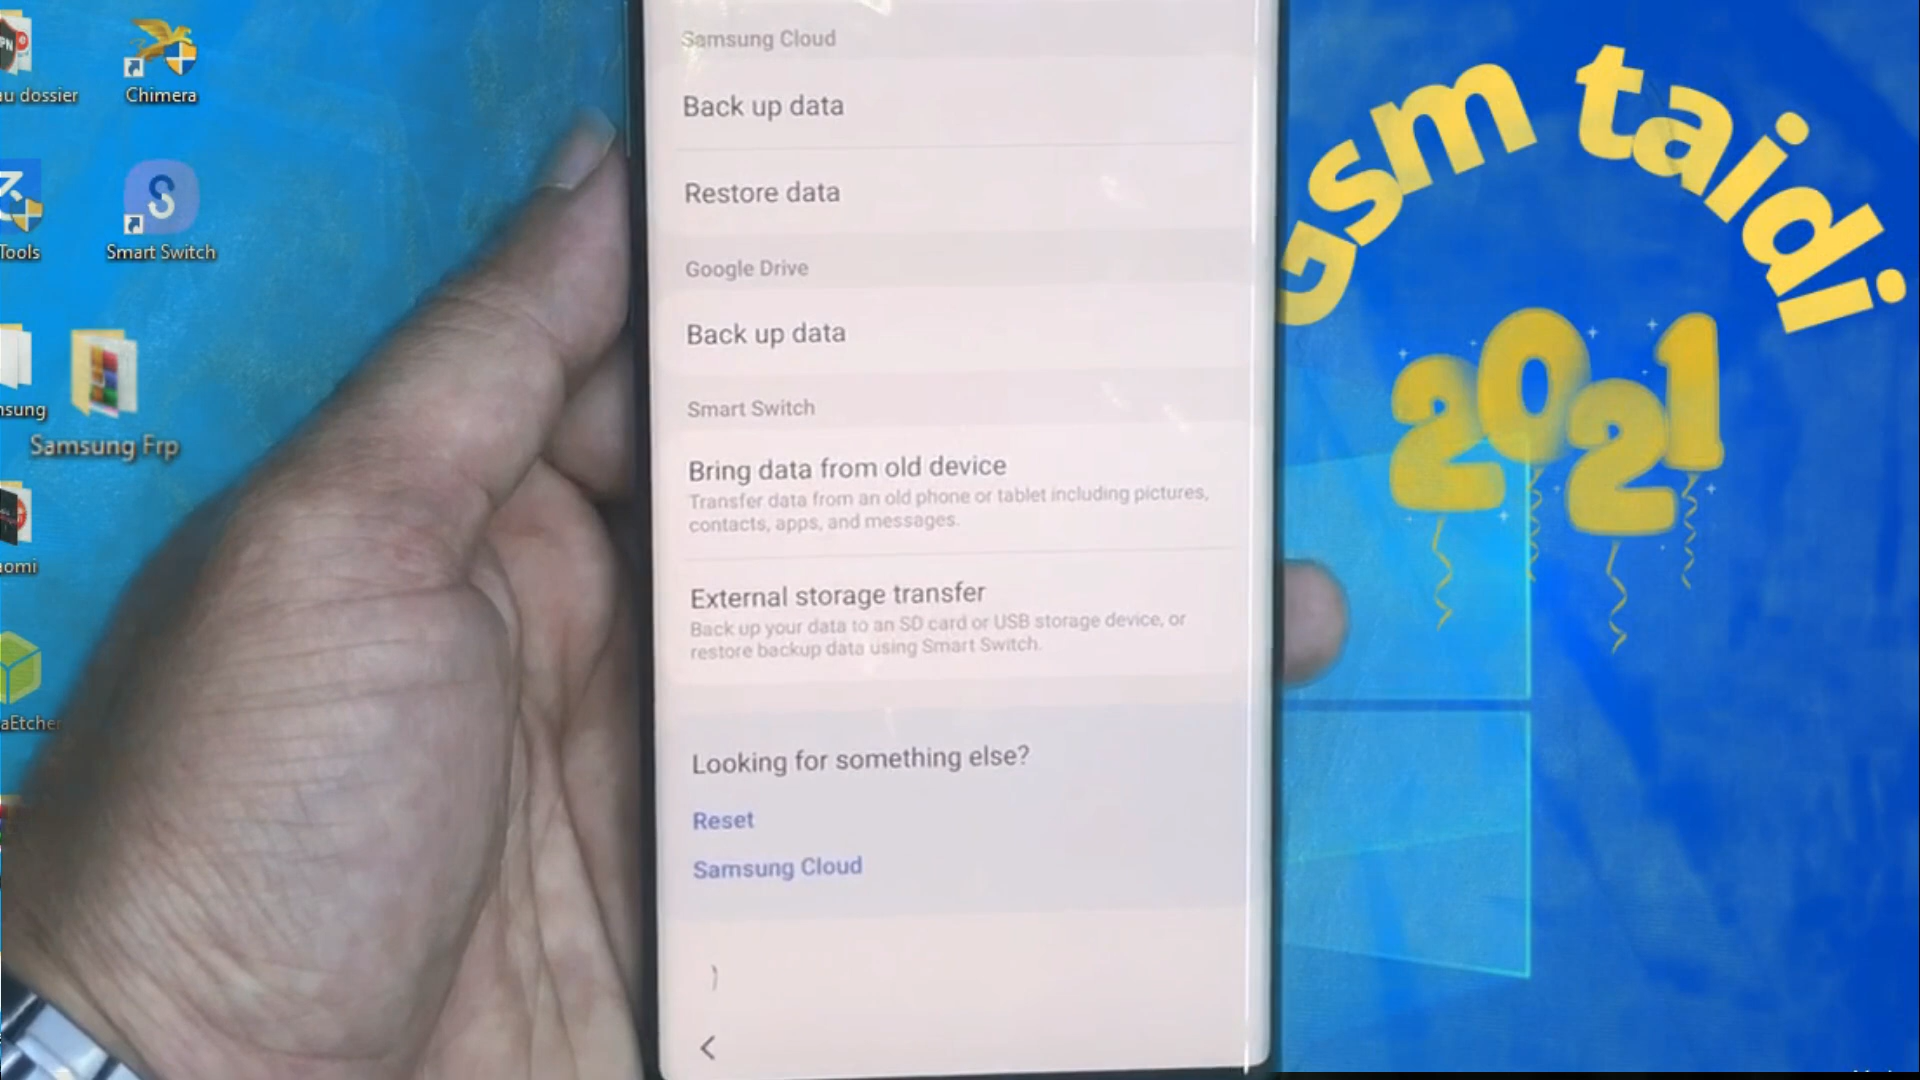 au dossier
Chimera
Tools
Smart Switch
Samsung Frp
aEtcher
Samsung Cloud
Back up data
Restore data
Google Drive
Back up data
Smart Switch
Bring data from old device
Transfer data from an old phone or tablet including pictures,
contacts, apps, and messages.
External storage transfer
Back up your data to an SD card or USB storage device, or
restore backup data using Smart Switch.
Looking for something else?
Reset
Samsung Cloud
Gsm taidi
2021